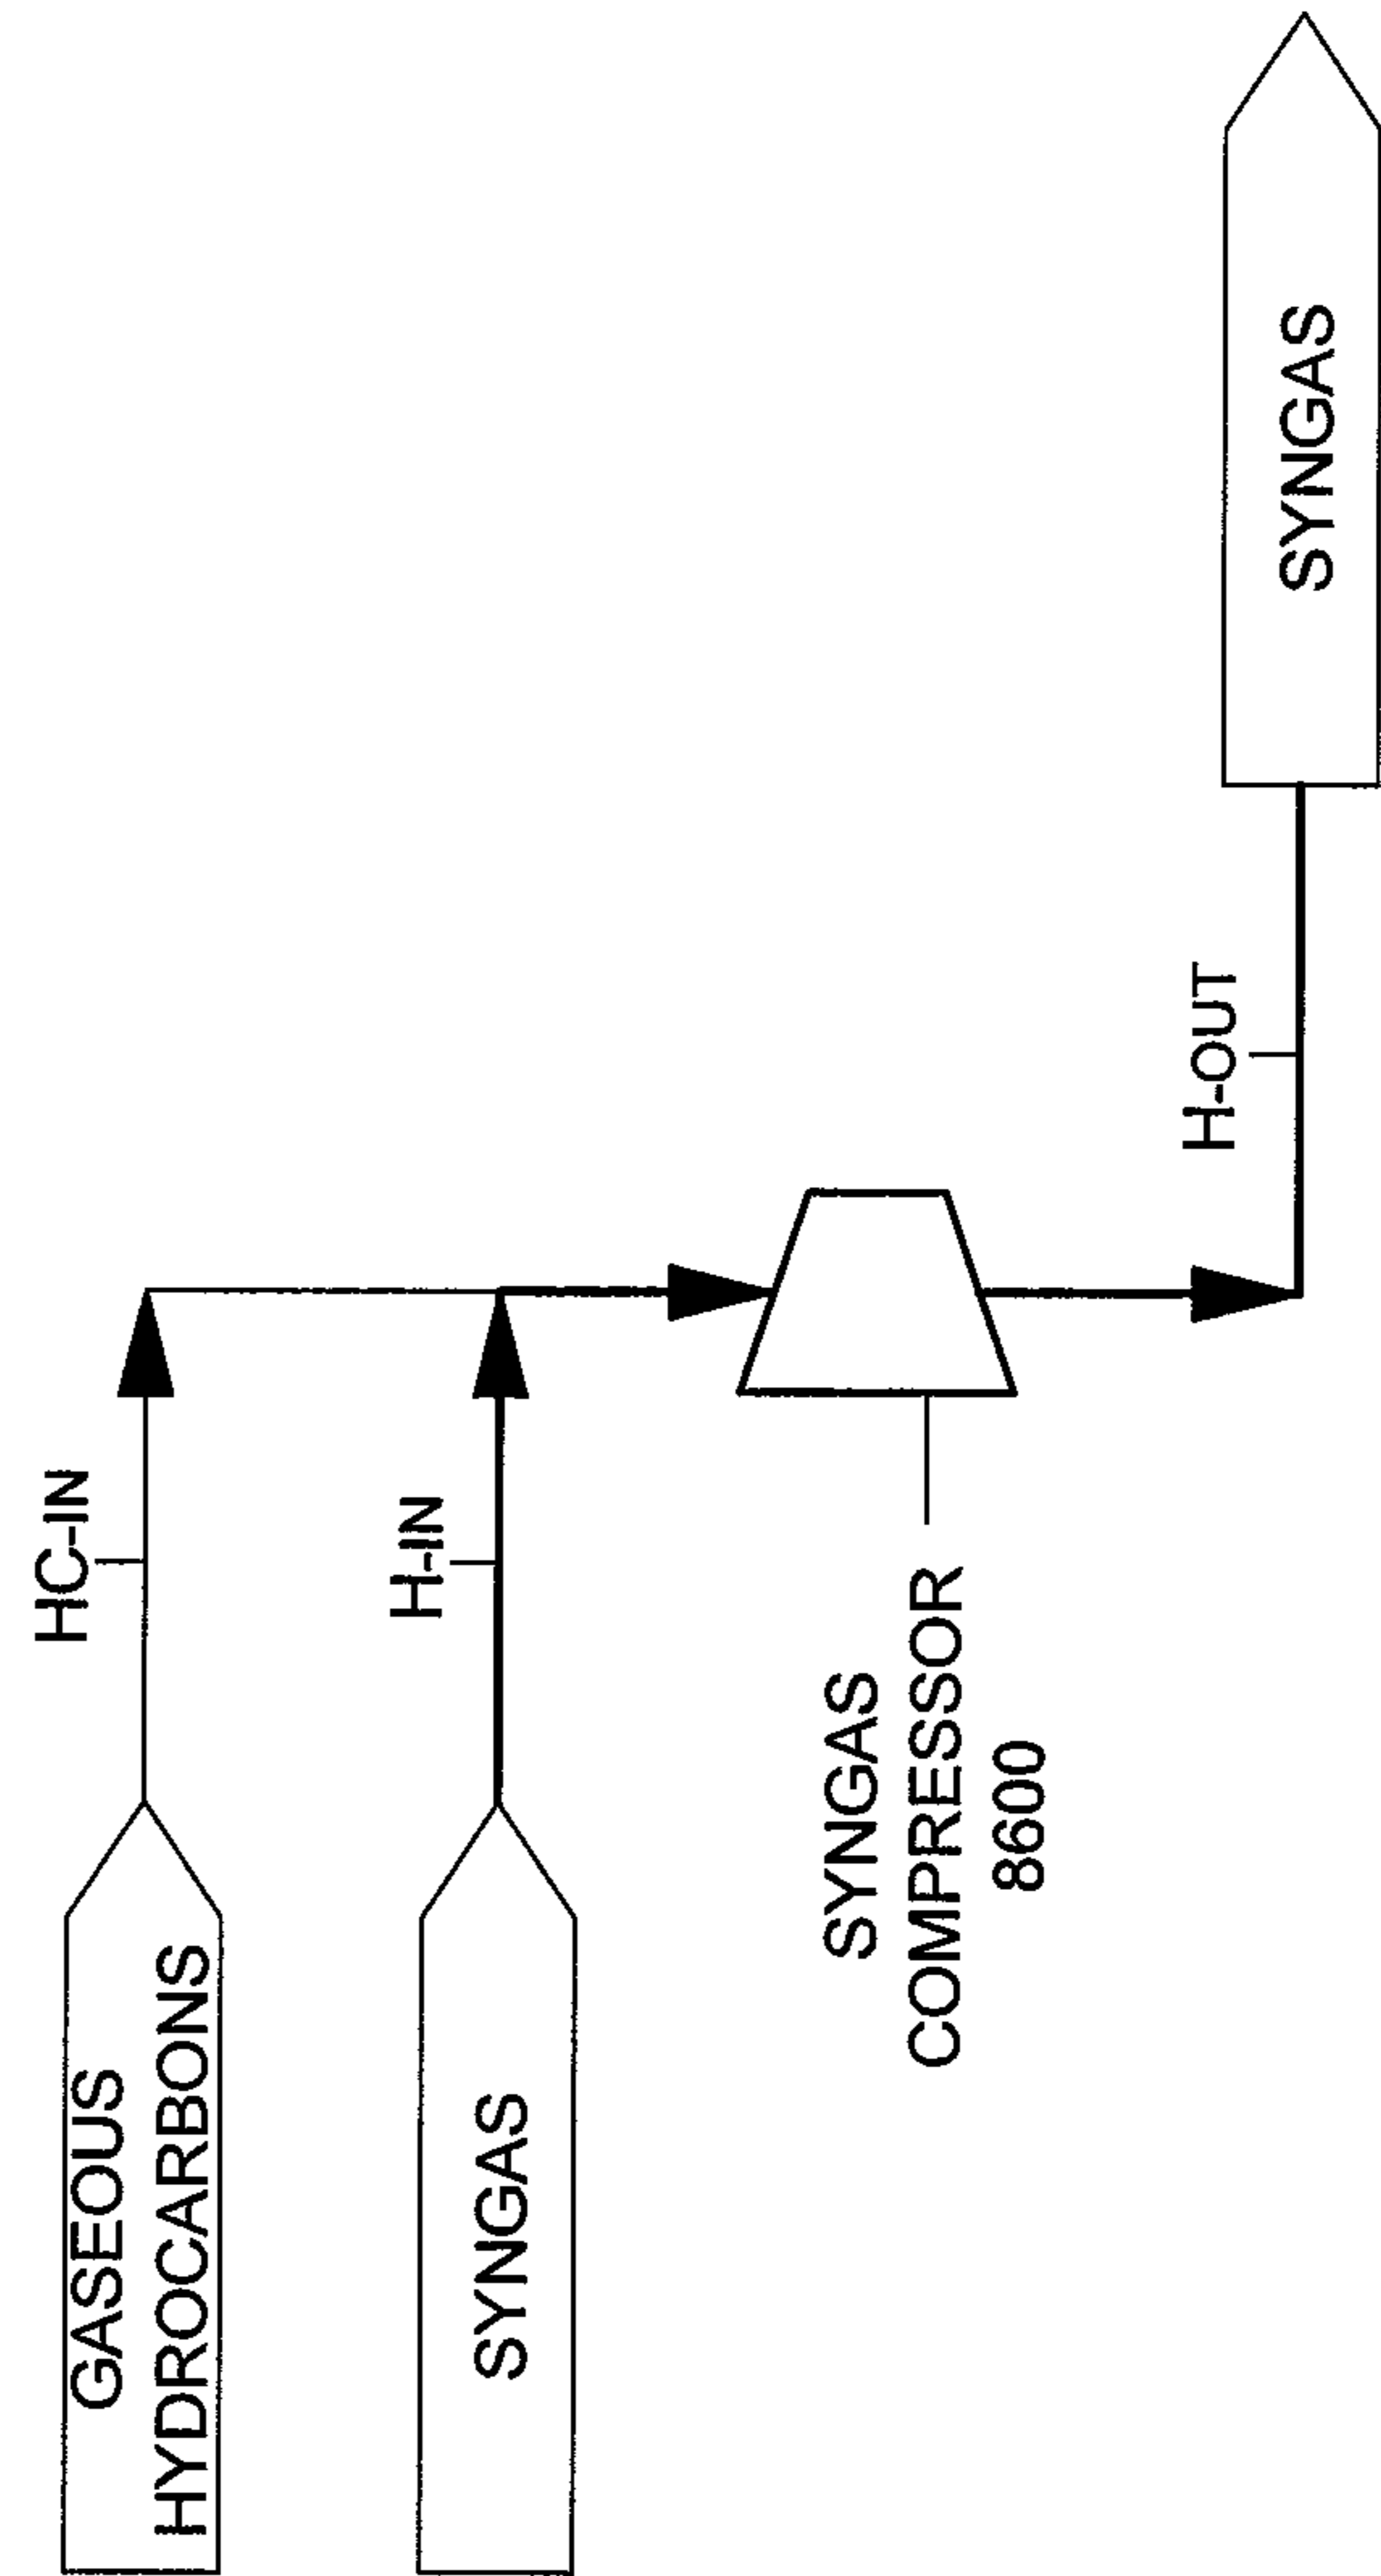 GASEOUS
HYDROCARBONS
HC-IN
SYNGAS
H-IN
SYNGAS
COMPRESSOR
8600
H-OUT
SYNGAS